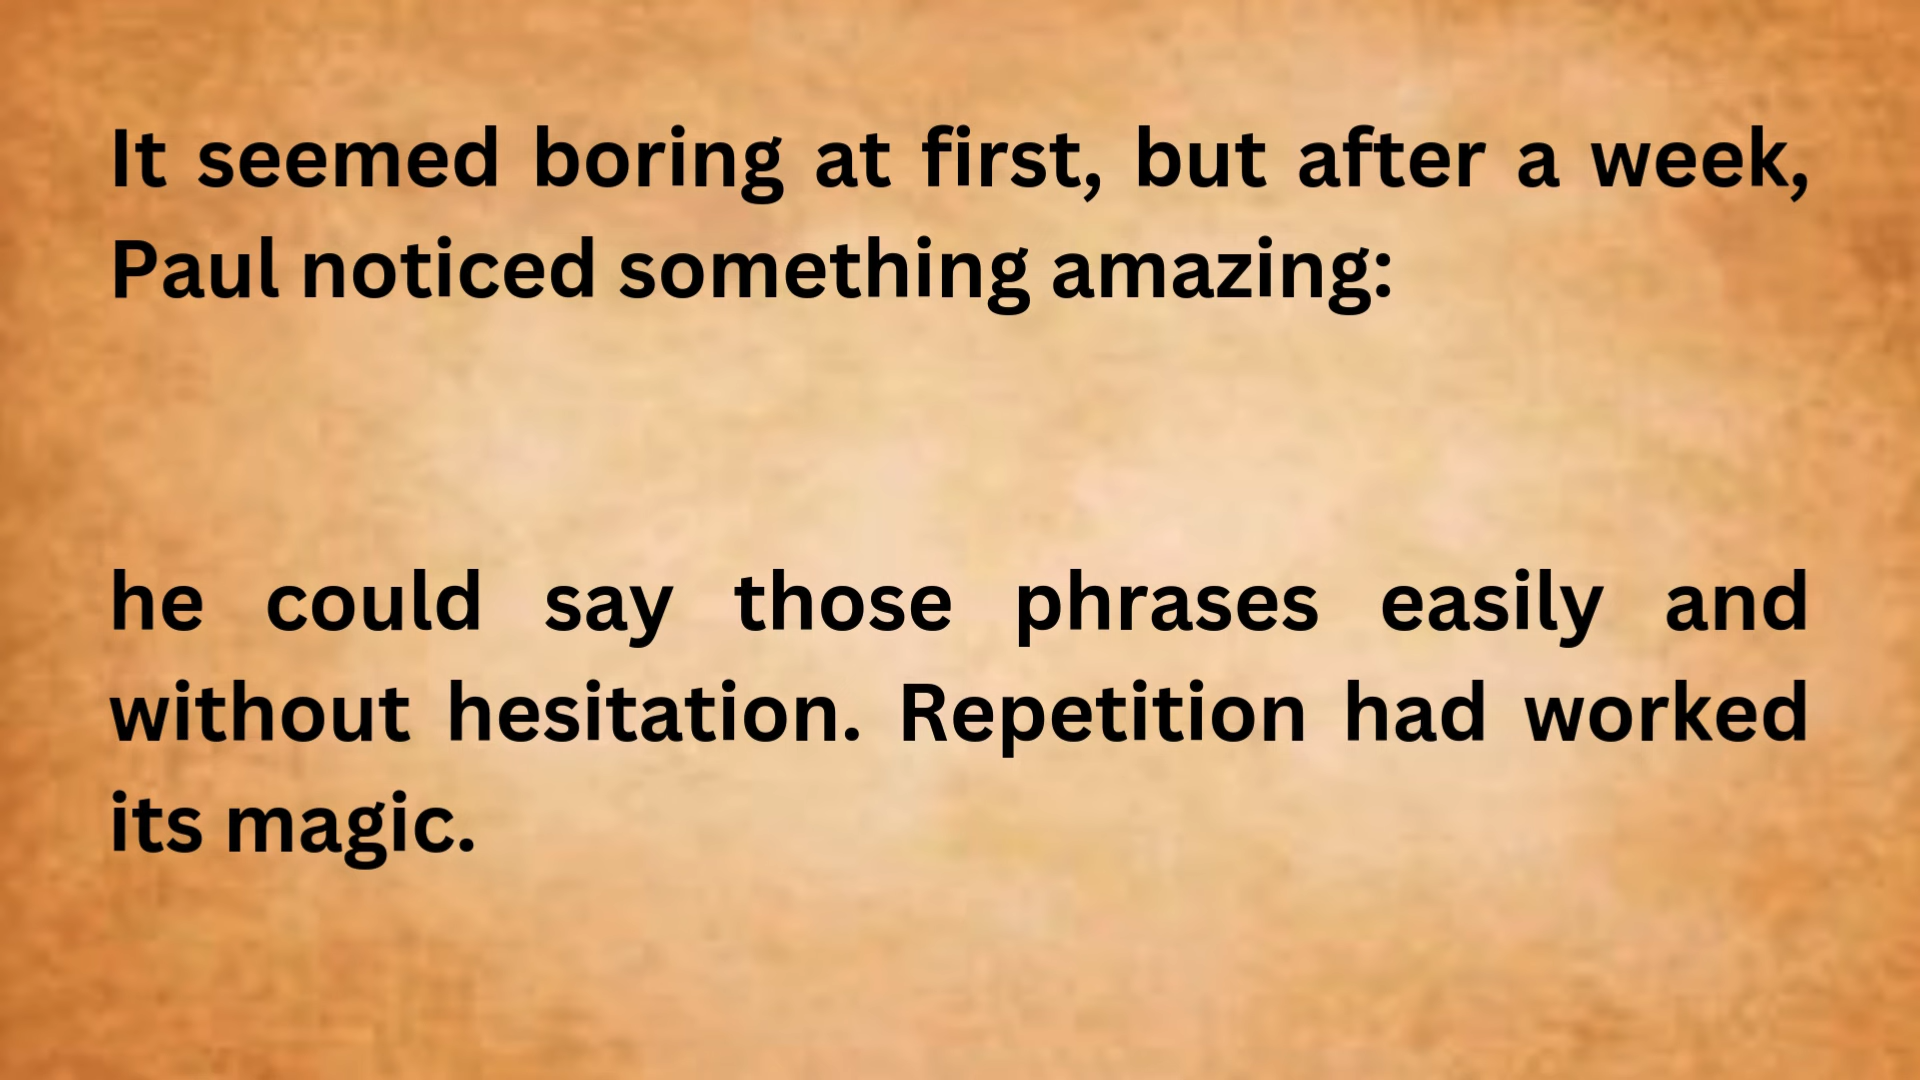 It seemed boring at first, but after a week,
Paul noticed something amazing:
he could say those phrases easily and
without hesitation. Repetition had worked
its magic.